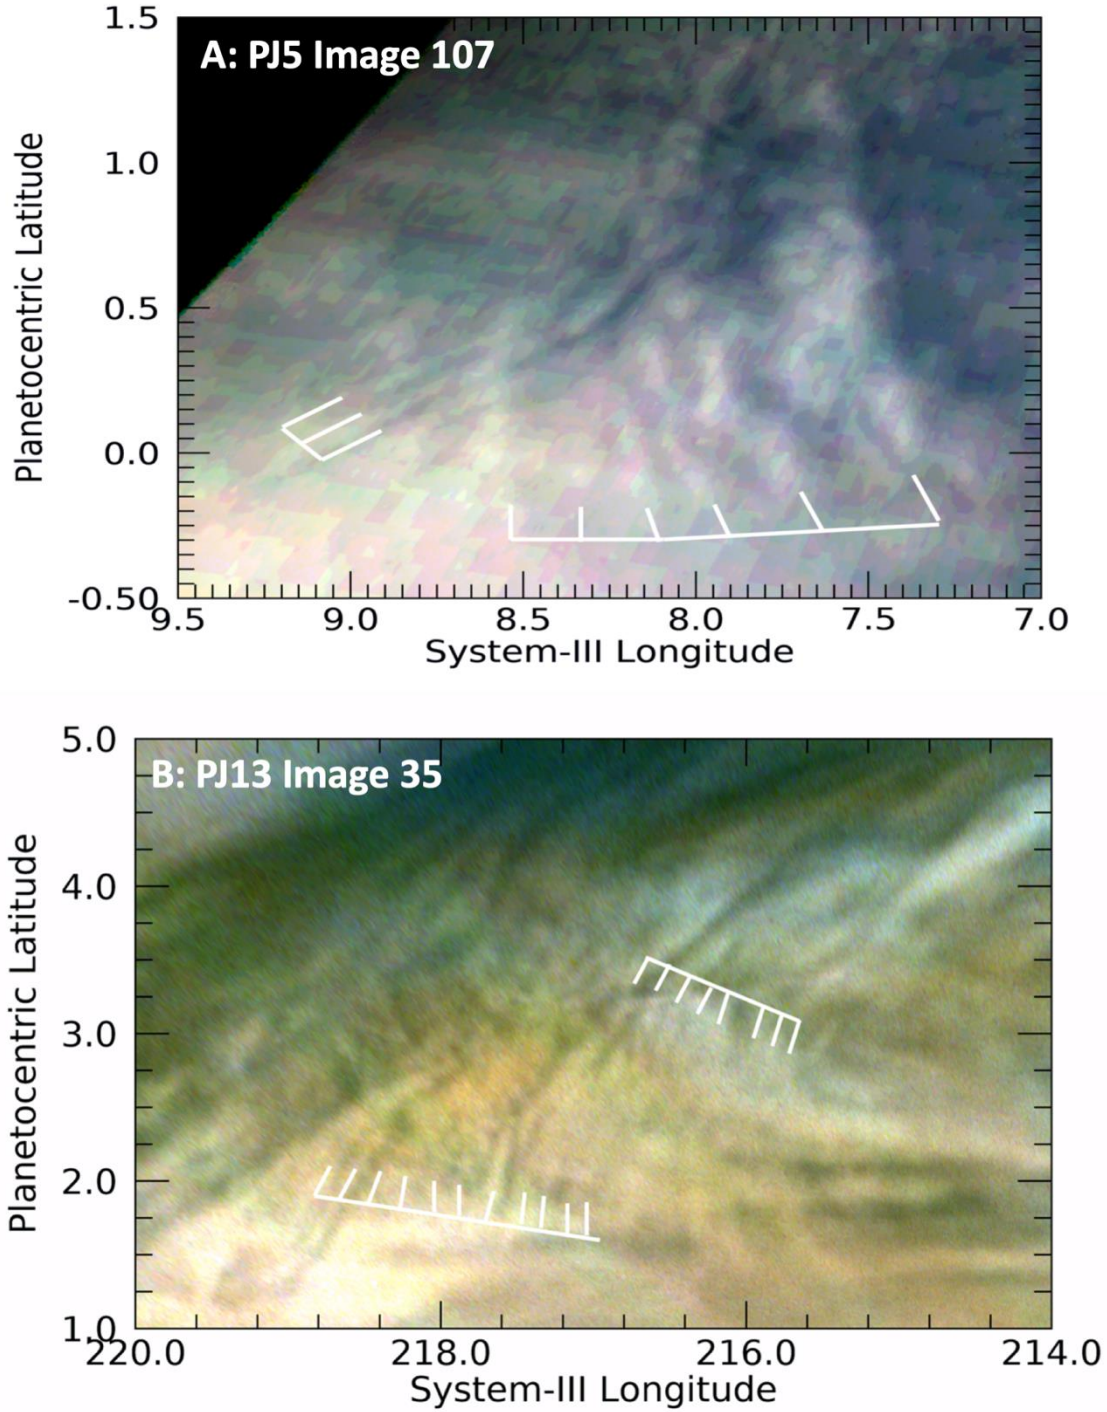 A: PJ5 Image 107
1.5
1.0
0.5
0.0
-0.50
Planetocentric Latitude
9.5 9.0 8.5 8.0 7.5 7.0
System-III Longitude
B: PJ13 Image 35
5.0
4.0
3.0
2.0
1.0
Planetocentric Latitude
220.0 218.0 216.0 214.0
System-III Longitude